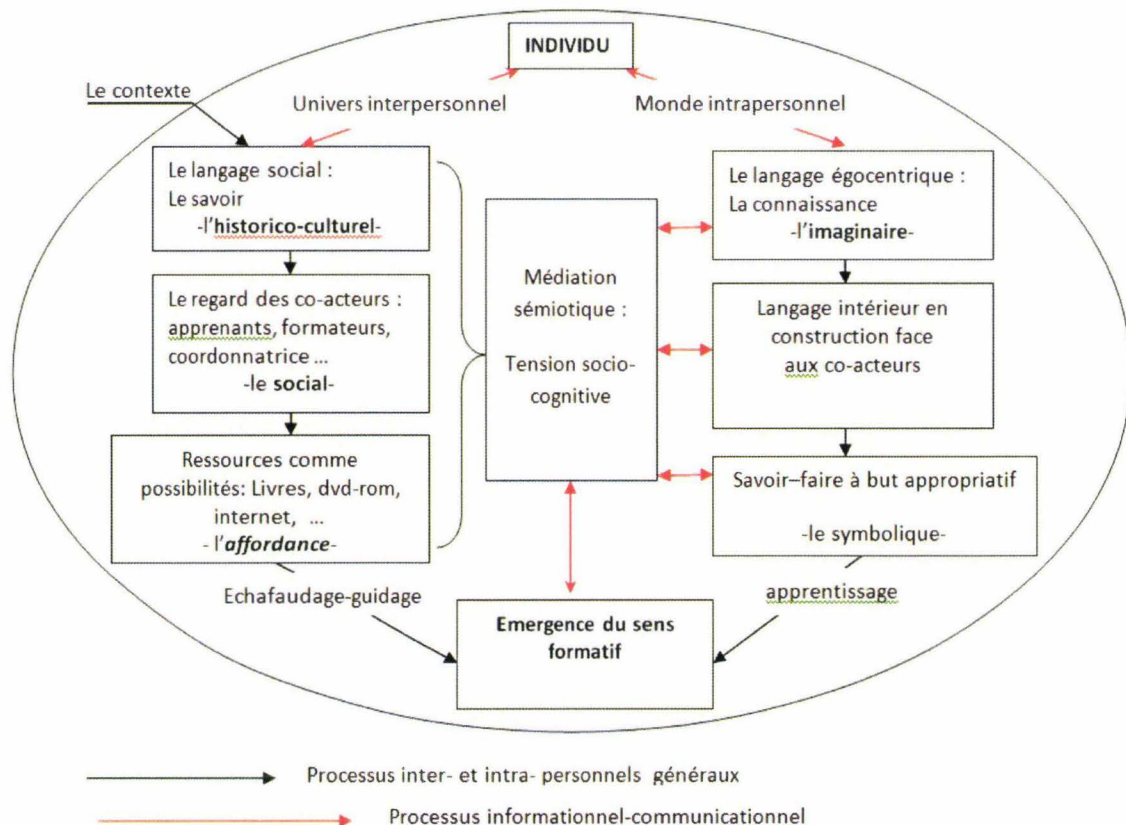 INDIVIDU
Le contexte
Univers interpersonnel
Monde intrapersonnel
Le langage social :
Le savoir
-l'historico-culturel-
Le regard des co-acteurs :
apprenants, formateurs,
coordonnatrice ...
-le social-
Ressources comme
possibilités: Livres, dvd-rom,
internet, ...
- l'affordance-
Médiation
sémiotique :
Tension socio-
cognitive
Le langage égocentrique :
La connaissance
-l'imaginaire-
Langage intérieur en
construction face
aux co-acteurs
Savoir–faire à but appropriatif
-le symbolique-
Echafaudage-guidage
apprentissage
Emergence du sens
formatif
Processus inter- et intra- personnels généraux
Processus informationnel-communicationnel